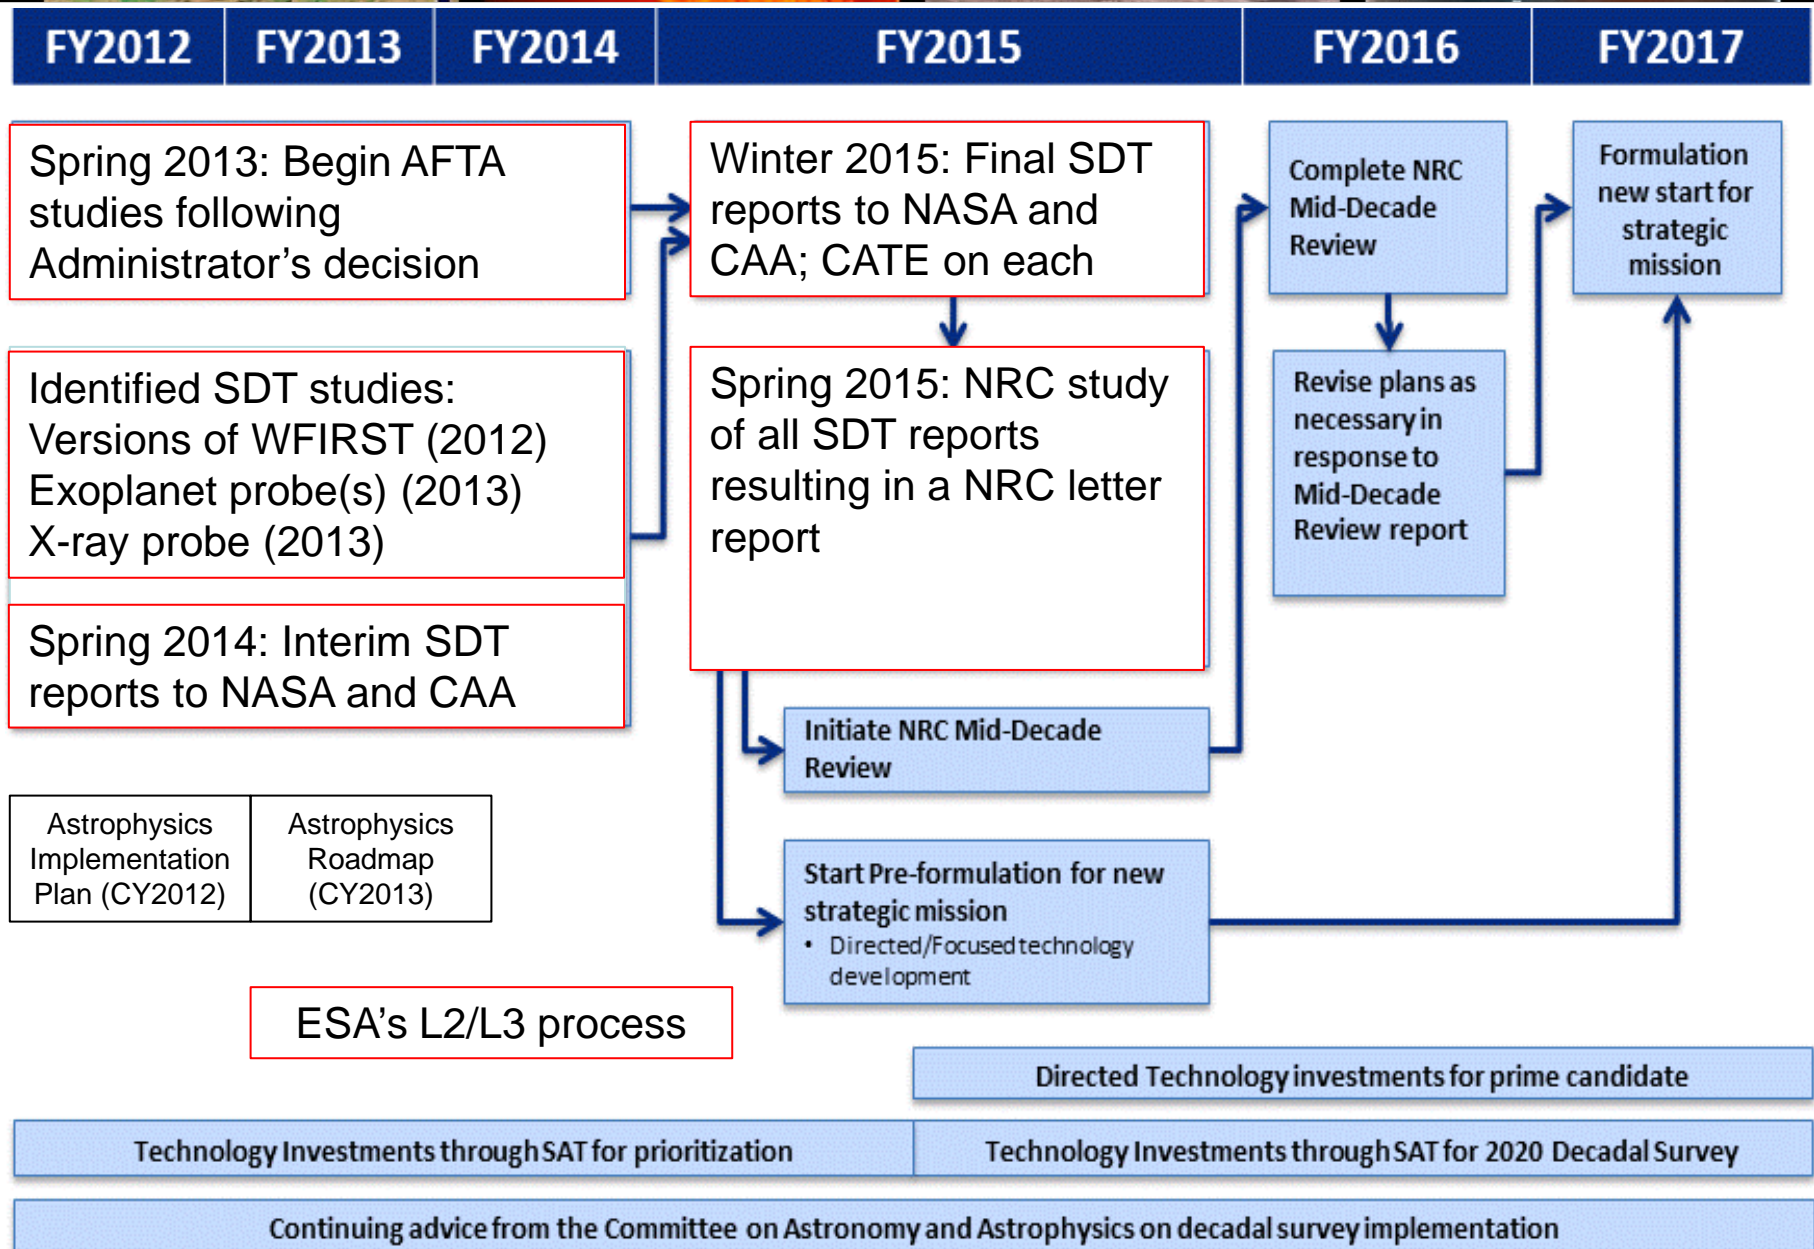 FY2012
FY2013
FY2014
FY2015
FY2016
FY2017
Spring 2013: Begin AFTA
studies following
Administrator’s decision
Identified SDT studies:
Versions of WFIRST (2012)
Exoplanet probe(s) (2013)
X-ray probe (2013)
Spring 2014: Interim SDT
reports to NASA and CAA
Winter 2015: Final SDT
reports to NASA and
CAA; CATE on each
Spring 2015: NRC study
of all SDT reports
resulting in a NRC letter
report
Initiate NRC Mid-Decade
Review
Start Pre-formulation for new
strategic mission
• Directed/Focused technology
development
Complete NRC
Mid-Decade
Review
Revise plans as
necessary in
response to
Mid-Decade
Review report
Formulation
new start for
strategic
mission
Astrophysics
Implementation
Plan (CY2012)
Astrophysics
Roadmap
(CY2013)
ESA’s L2/L3 process
Directed Technology investments for prime candidate
Technology Investments through SAT for prioritization
Technology Investments through SAT for 2020 Decadal Survey
Continuing advice from the Committee on Astronomy and Astrophysics on decadal survey implementation